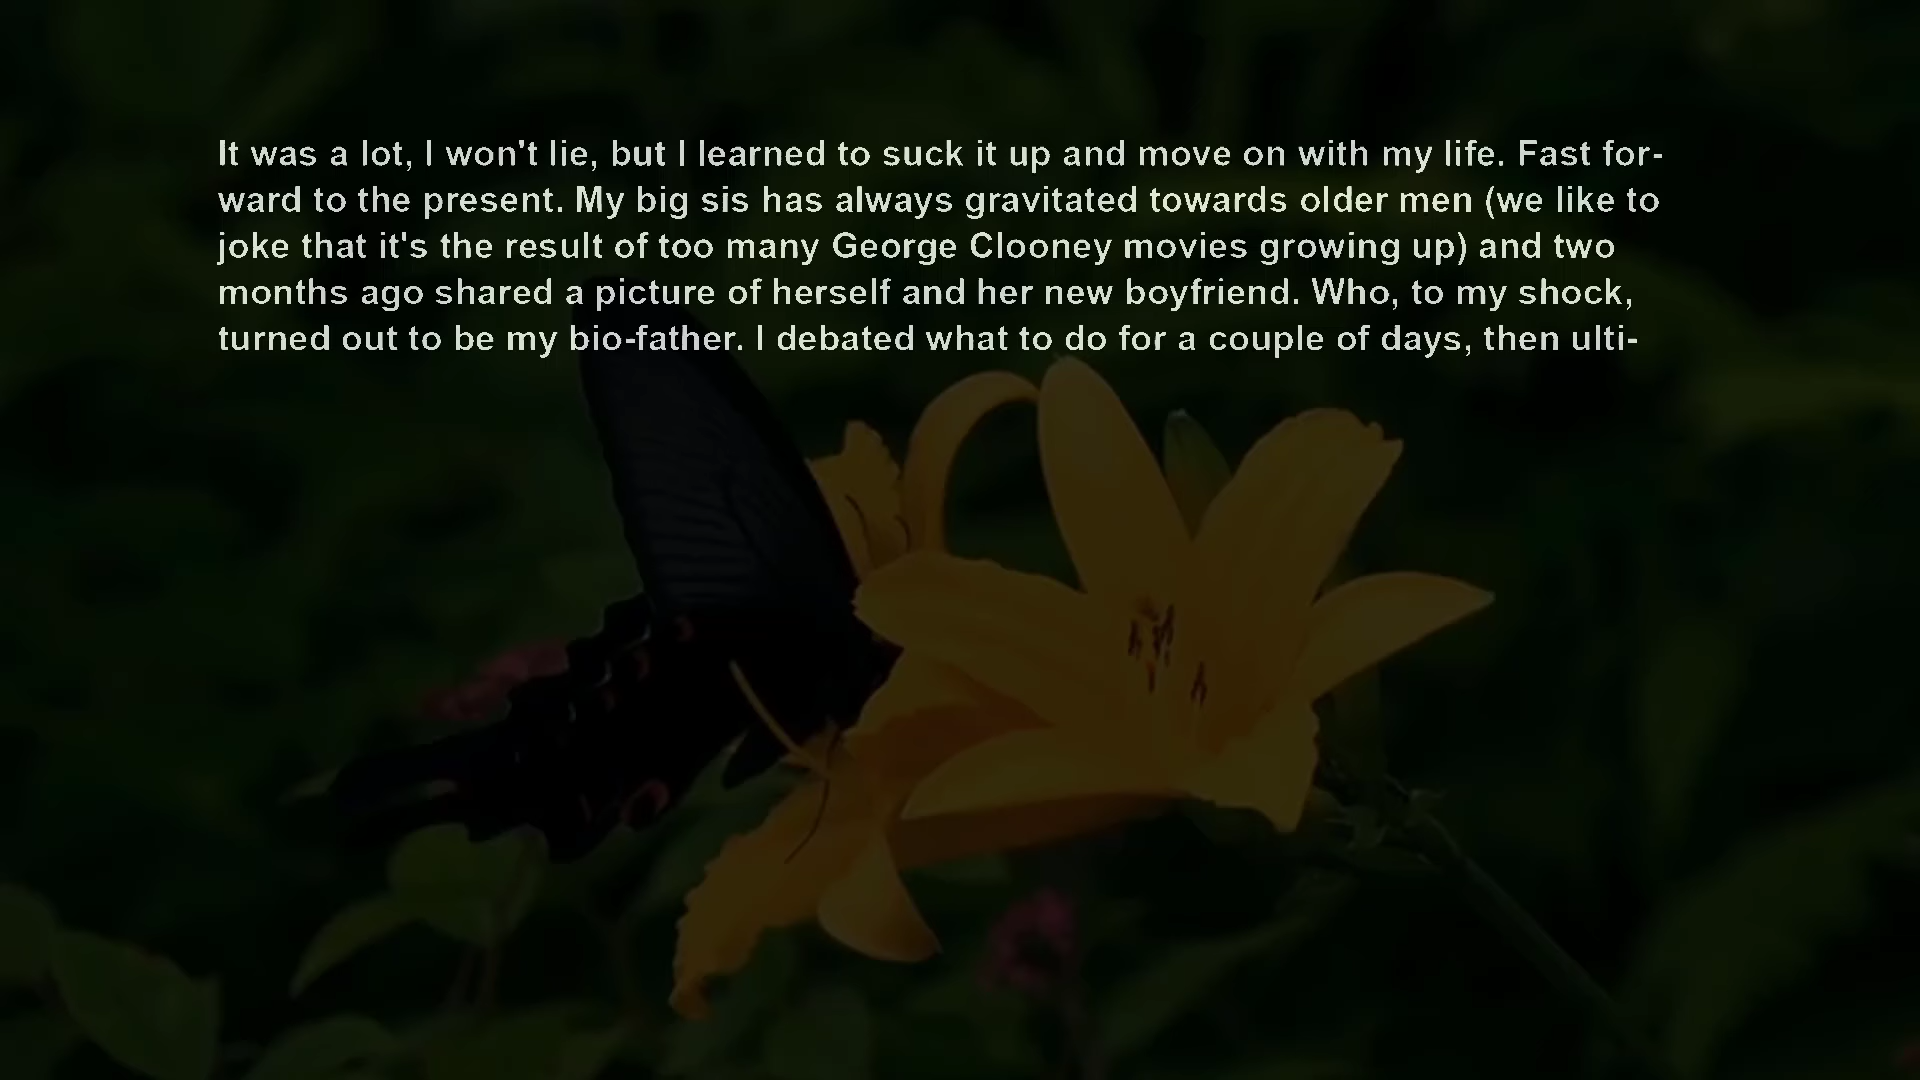 It was a lot, I won't lie, but I learned to suck it up and move on with my life. Fast for-
ward to the present. My big sis has always gravitated towards older men (we like to
joke that it's the result of too many George Clooney movies growing up) and two
months ago shared a picture of herself and her new boyfriend. Who, to my shock,
turned out to be my bio-father. I debated what to do for a couple of days, then ulti-